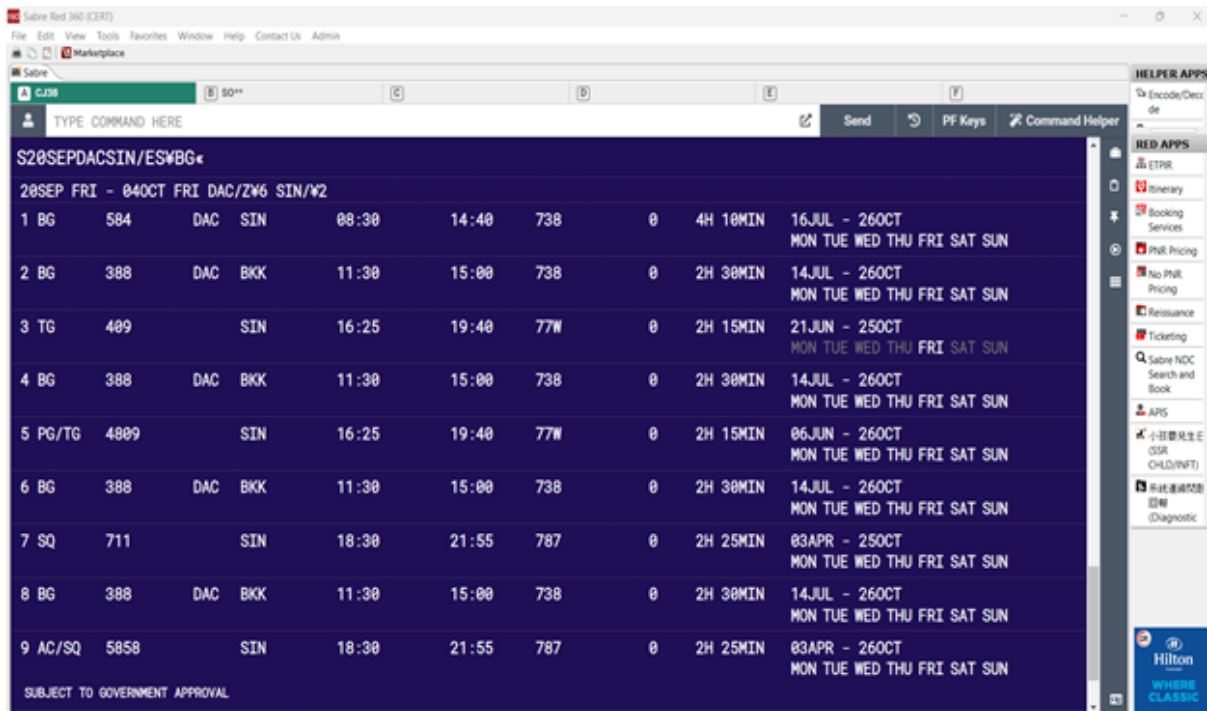 Sabre Red 360 (CERT)
File Edit View Tools Favorites Window Help Contact Us Admin
Marketplace
Sabre
A CJ38 B SO** C D E F
TYPE COMMAND HERE Send PF Keys Command Helper
S20SEPDACSIN/ES¥BG«
20SEP FRI - 04OCT FRI DAC/Z¥6 SIN/¥2
1 BG 584 DAC SIN 08:30 14:40 738 0 4H 10MIN 16JUL - 26OCT
MON TUE WED THU FRI SAT SUN
2 BG 388 DAC BKK 11:30 15:00 738 0 2H 30MIN 14JUL - 26OCT
MON TUE WED THU FRI SAT SUN
3 TG 409 SIN 16:25 19:40 77W 0 2H 15MIN 21JUN - 25OCT
MON TUE WED THU FRI SAT SUN
4 BG 388 DAC BKK 11:30 15:00 738 0 2H 30MIN 14JUL - 26OCT
MON TUE WED THU FRI SAT SUN
5 PG/TG 4809 SIN 16:25 19:40 77W 0 2H 15MIN 06JUN - 26OCT
MON TUE WED THU FRI SAT SUN
6 BG 388 DAC BKK 11:30 15:00 738 0 2H 30MIN 14JUL - 26OCT
MON TUE WED THU FRI SAT SUN
7 SQ 711 SIN 18:30 21:55 787 0 2H 25MIN 03APR - 25OCT
MON TUE WED THU FRI SAT SUN
8 BG 388 DAC BKK 11:30 15:00 738 0 2H 30MIN 14JUL - 26OCT
MON TUE WED THU FRI SAT SUN
9 AC/SQ 5858 SIN 18:30 21:55 787 0 2H 25MIN 03APR - 26OCT
MON TUE WED THU FRI SAT SUN
SUBJECT TO GOVERNMENT APPROVAL
HELPER APPS
Encode/Deco
de
RED APPS
ETPIR
Itinerary
Booking
Services
PNR Pricing
No PNR
Pricing
Reissuance
Ticketing
Sabre NDC
Search and
Book
APIS
(SSR
CHLD/INFT)
(Diagnostic
Hilton
WHERE
CLASSIC